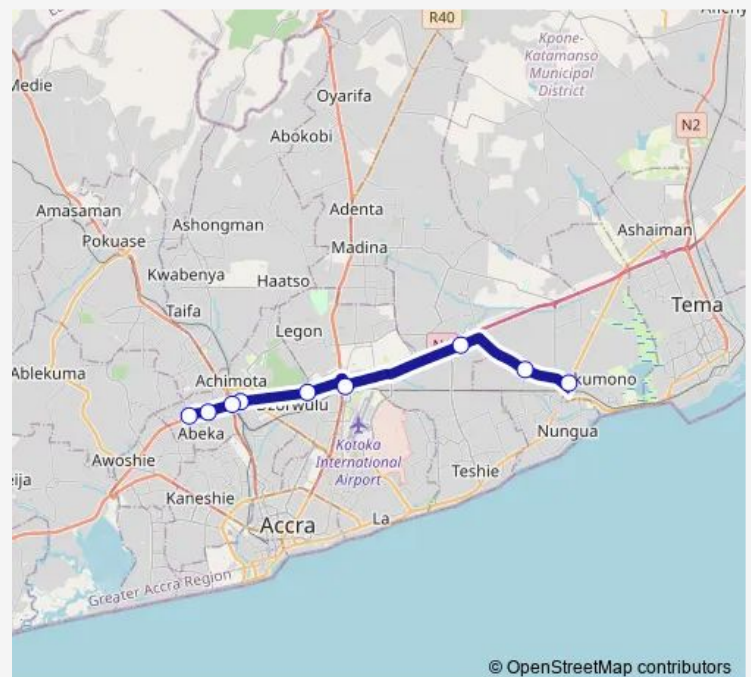 R40
Kpone-
Katamanso
Municipal
District
Medie
Oyarifa
N2
Abokobi
Amasaman
Adenta
Ashongman
Ashaiman
Pokuase
Madina
Kwabenya
Haatso
Tema
Taifa
Legon
Ablekuma
Achimota
kumono
Dzorwulu
Abeka
Nungua
Kotoka
International
Airport
Awoshie
eija
Teshie
Kaneshie
La
Accra
Greater Accra Region
© OpenStreetMap contributors